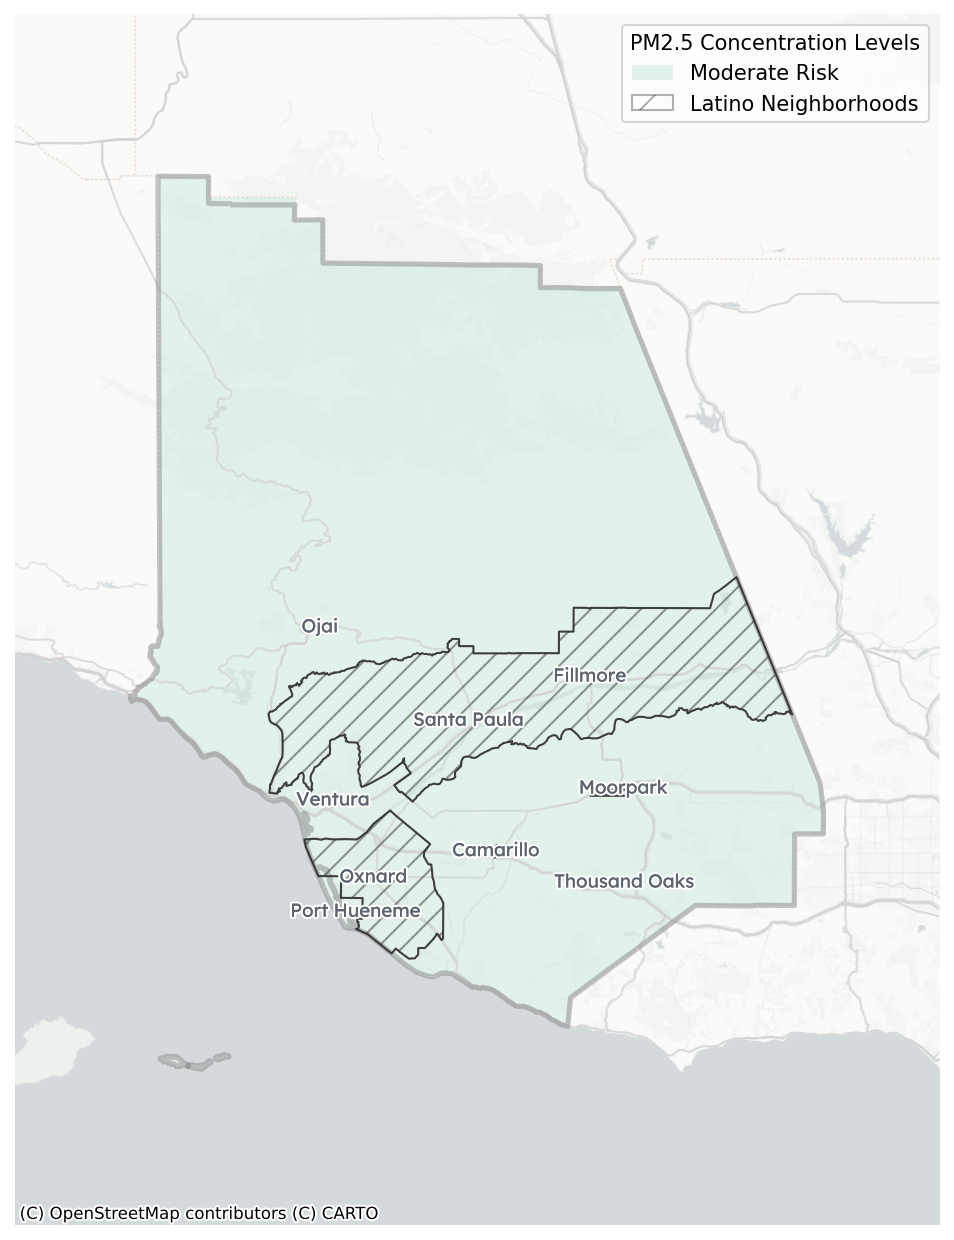 PM2.5 Concentration Levels
Moderate Risk
Latino Neighborhoods
Ojai
Fillmore
Santa Paula
Moorpark
Ventura
Camarillo
Oxnard
Thousand Oaks
Port Hueneme
(C) OpenStreetMap contributors (C) CARTO